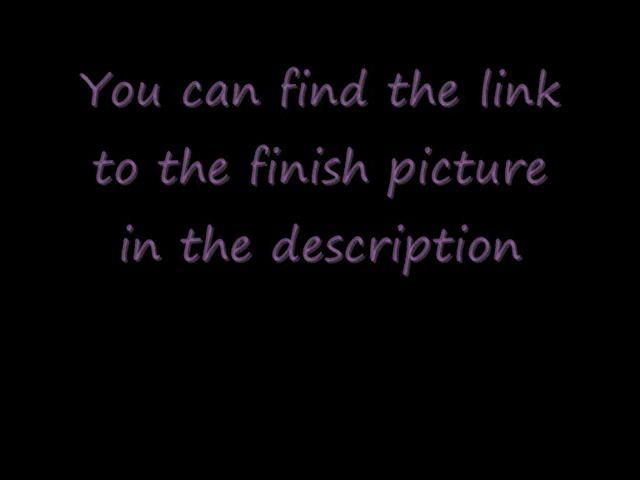 You can find the link
to the finish picture
in the description